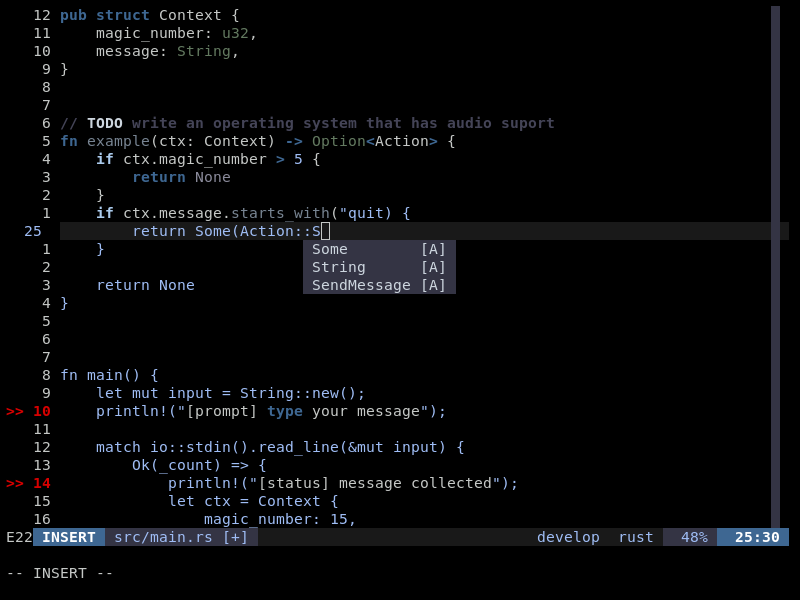 12 pub struct Context {
11     magic_number: u32,
10     message: String,
9 }
8
7
6 // TODO write an operating system that has audio suport
5 fn example(ctx: Context) -> Option<Action> {
4     if ctx.magic_number > 5 {
3         return None
2     }
1     if ctx.message.starts_with("quit) {
25         return Some(Action::S
1     }                       Some        [A]
2                             String      [A]
3     return None             SendMessage [A]
4 }
5
6
7
8 fn main() {
9     let mut input = String::new();
>> 10     println!("[prompt] type your message");
11
12     match io::stdin().read_line(&mut input) {
13         Ok(_count) => {
>> 14             println!("[status] message collected");
15             let ctx = Context {
16                 magic_number: 15,
E22 INSERT  src/main.rs [+]  develop  rust  48%  25:30
-- INSERT --